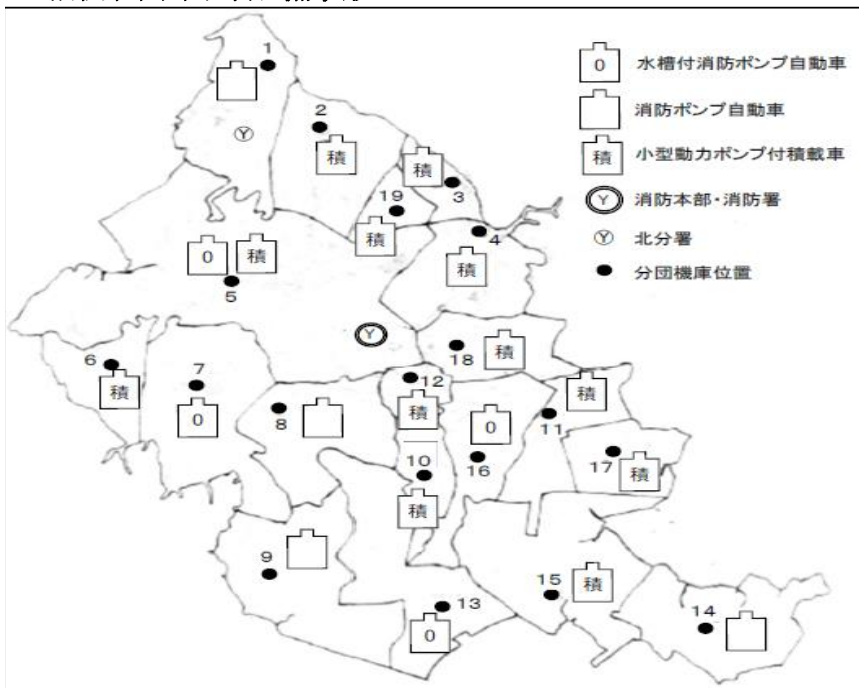 1
2
積
積
3
19
積
4
積
0
積
5
Y
Y
18
積
6
積
7
0
8
12
積
0
16
積
11
17
積
10
積
9
13
0
15
積
14
0
水槽付消防ポンプ自動車
消防ポンプ自動車
積
小型動力ポンプ付積載車
Y
消防本部・消防署
Y
北分署
分団機庫位置